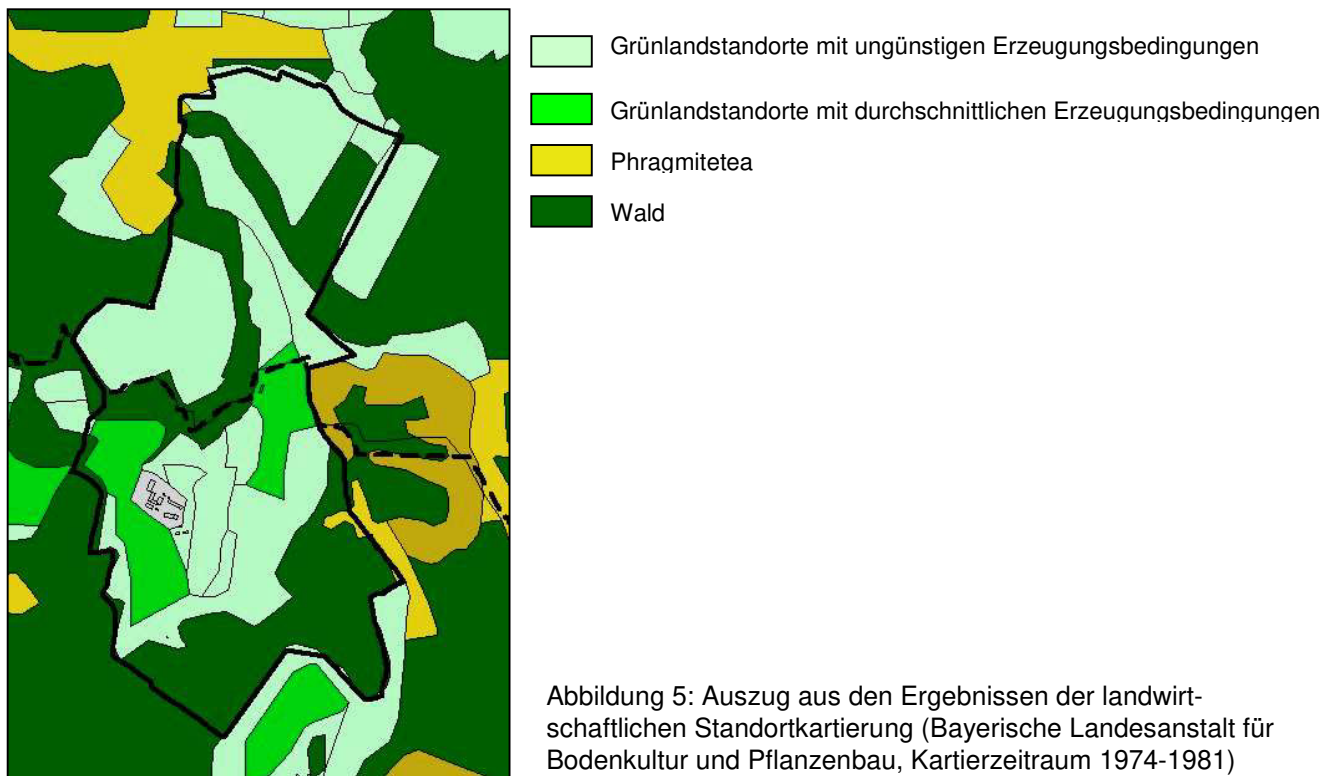 Grünlandstandorte mit ungünstigen Erzeugungsbedingungen
Grünlandstandorte mit durchschnittlichen Erzeugungsbedingungen
Phragmitetea
Wald
Abbildung 5: Auszug aus den Ergebnissen der landwirt-
schaftlichen Standortkartierung (Bayerische Landesanstalt für
Bodenkultur und Pflanzenbau, Kartierzeitraum 1974-1981)